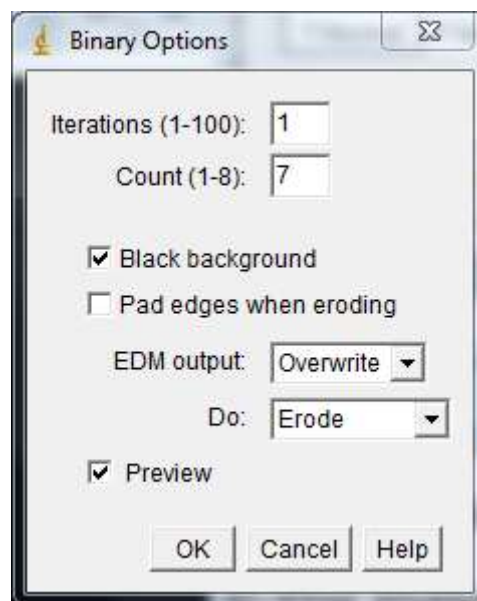 Binary Options
Iterations (1-100): 1
Count (1-8): 7
Black background
Pad edges when eroding
EDM output: Overwrite
Do: Erode
Preview
OK Cancel Help